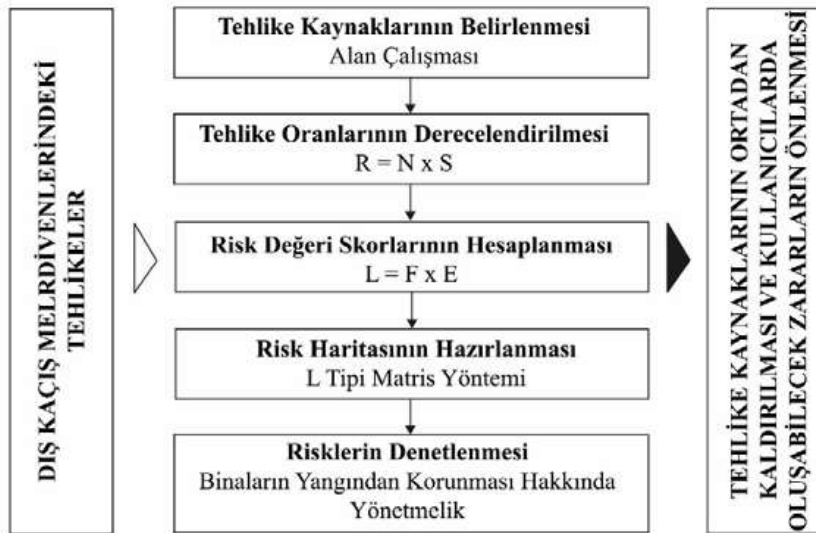 DIŞ KAÇIŞ MELRDİVENLERİNDEKİ
TEHLİKELER
Tehlike Kaynaklarının Belirlenmesi
Alan Çalışması
Tehlike Oranlarının Derecelendirilmesi
R = N x S
Risk Değeri Skorlarının Hesaplanması
L = F x E
Risk Haritasının Hazırlanması
L Tipi Matris Yöntemi
Risklerin Denetlenmesi
Binaların Yangından Korunması Hakkında
Yönetmelik
TEHLİKE KAYNAKLARININ ORTADAN
KALDIRILMASI VE KULLANICILARDA
OLUŞABİLECEK ZARARLARIN ÖNLENMESİ